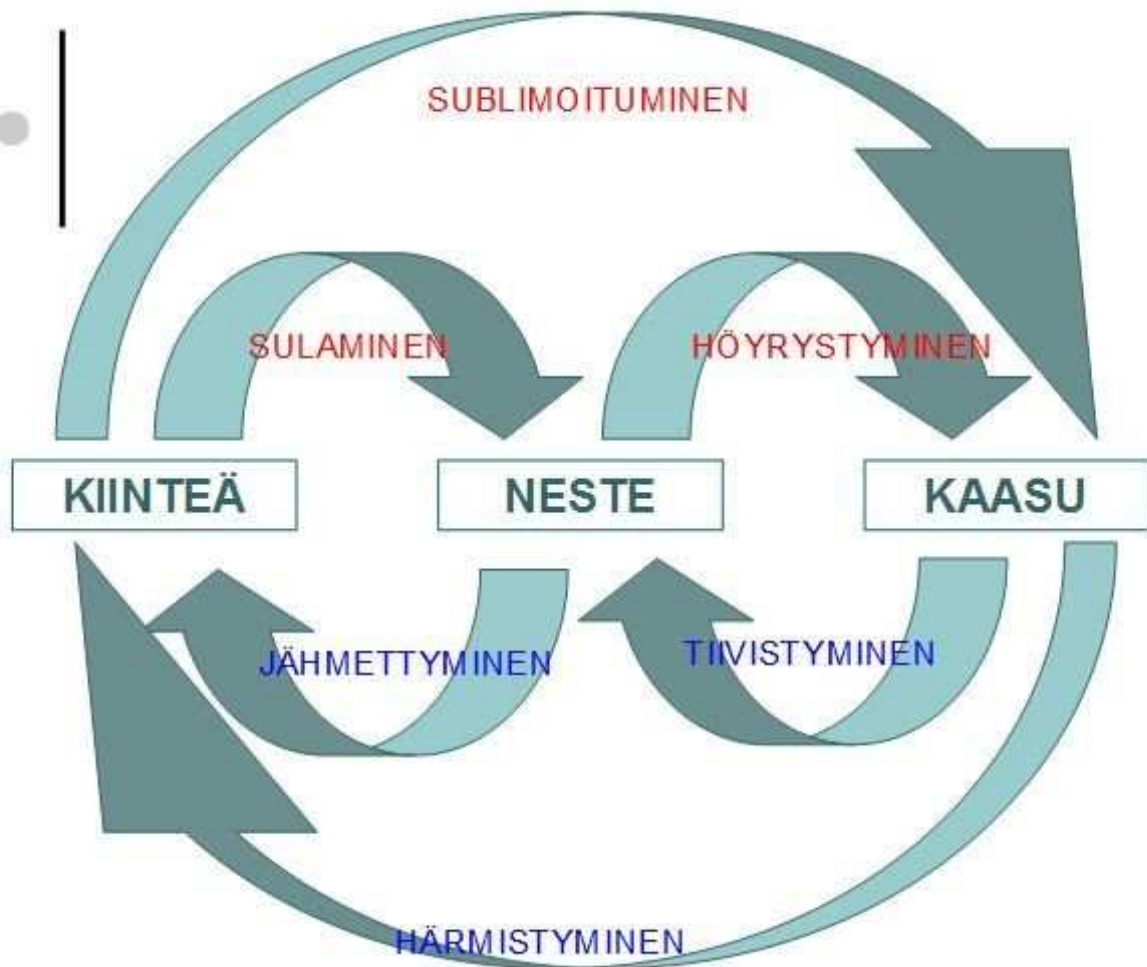 SUBLIMOITUMINEN
SULAMINEN
HÖYRYSTYMINEN
KIINTEÄ
NESTE
KAASU
JÄHMETTYMINEN
TIIVISTYMINEN
HÄRMISTYMINEN